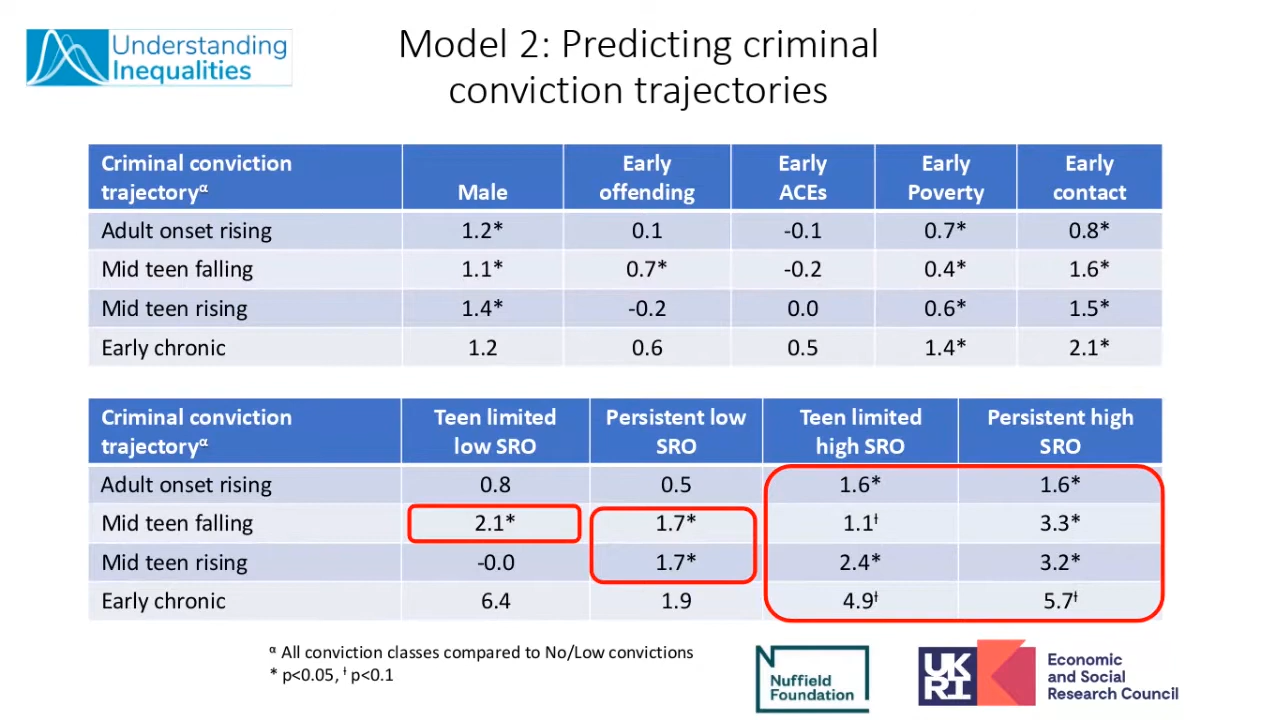 Understanding
Inequalities
Model 2: Predicting criminal
conviction trajectories
Criminal conviction trajectoryᵅ Male Early offending Early ACEs Early Poverty Early contact
Adult onset rising 1.2* 0.1 -0.1 0.7* 0.8*
Mid teen falling 1.1* 0.7* -0.2 0.4* 1.6*
Mid teen rising 1.4* -0.2 0.0 0.6* 1.5*
Early chronic 1.2 0.6 0.5 1.4* 2.1*
Criminal conviction trajectoryᵅ Teen limited low SRO Persistent low SRO Teen limited high SRO Persistent high SRO
Adult onset rising 0.8 0.5 1.6* 1.6*
Mid teen falling 2.1* 1.7* 1.1ƚ 3.3*
Mid teen rising -0.0 1.7* 2.4* 3.2*
Early chronic 6.4 1.9 4.9ƚ 5.7ƚ
ᵅ All conviction classes compared to No/Low convictions
* p<0.05, ƚ p<0.1
Nuffield
Foundation
UK
RI
Economic
and Social
Research Council